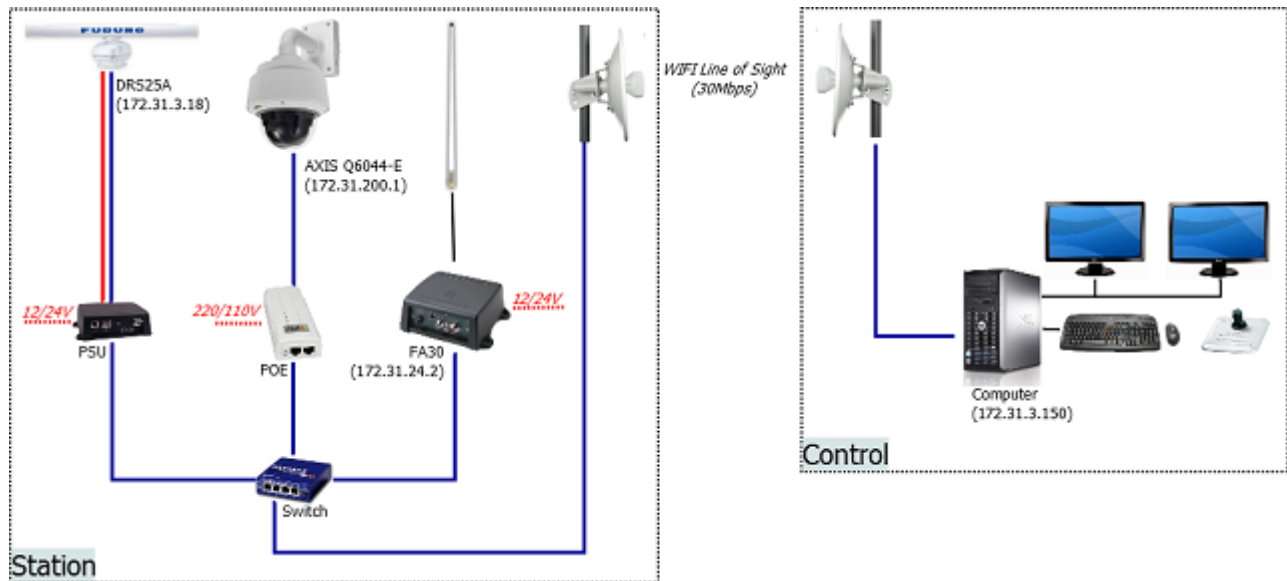 FURUNO
DRS25A
(172.31.3.18)
AXIS Q6044-E
(172.31.200.1)
WIFI Line of Sight
(30Mbps)
12/24V
PSU
220/110V
POE
12/24V
FA30
(172.31.24.2)
Switch
Station
Computer
(172.31.3.150)
Control